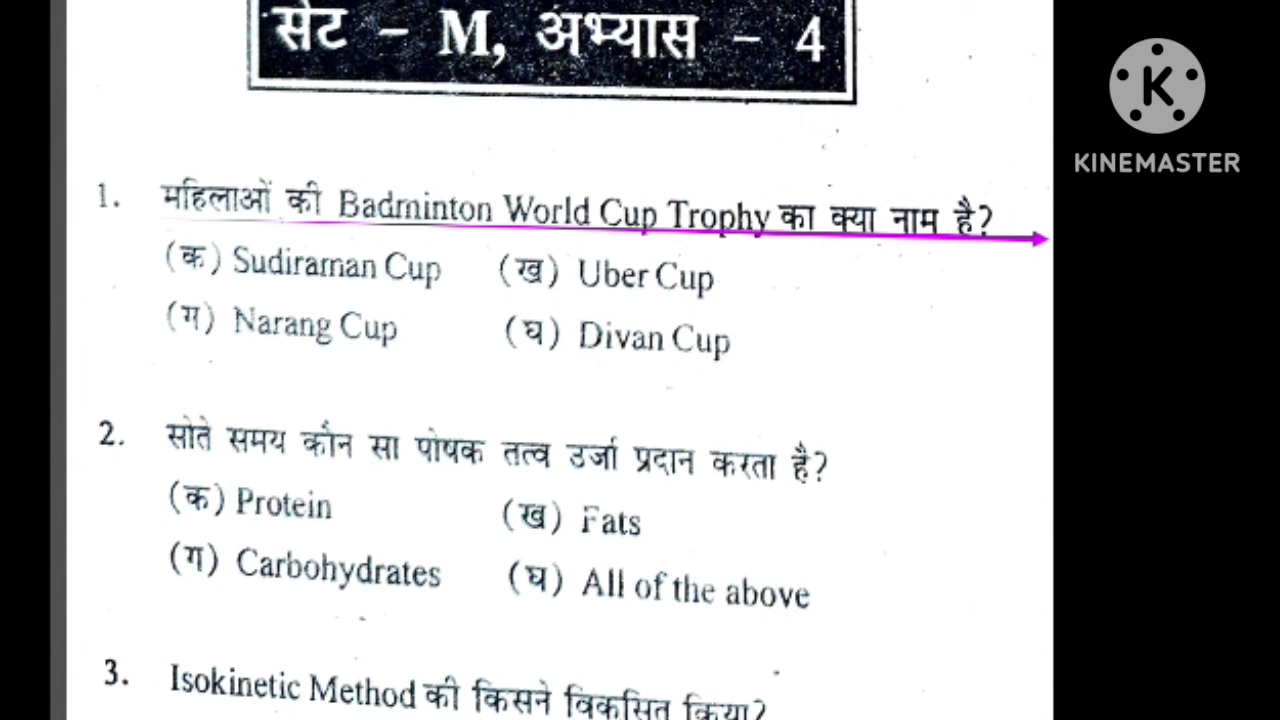 सेट - M, अभ्यास - 4
KINEMASTER
1. महिलाओं की Badminton World Cup Trophy का क्या नाम है?
(क) Sudiraman Cup (ख) Uber Cup
(ग) Narang Cup (घ) Divan Cup
2. सोते समय कौन सा पोषक तत्व उर्जा प्रदान करता है?
(क) Protein (ख) Fats
(ग) Carbohydrates (घ) All of the above
3. Isokinetic Method की किसने विकसित किया?